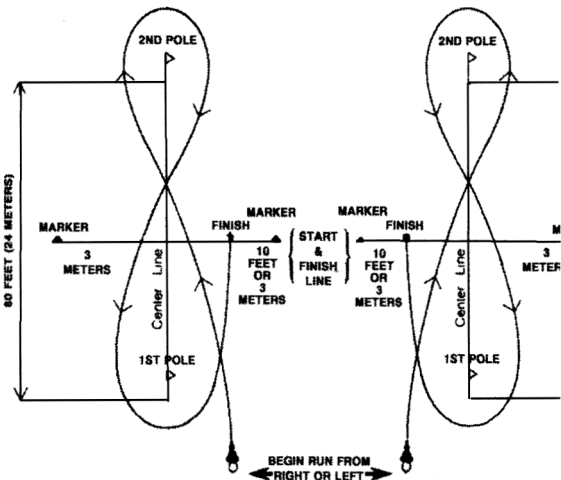 2ND POLE
2ND POLE
80 FEET (24 METERS)
MARKER
FINISH
MARKER
MARKER
FINISH
M
3
METERS
10
FEET
OR
3
METERS
START
&
FINISH
LINE
10
FEET
OR
3
METERS
3
METER
Center Line
Center Line
1ST POLE
1ST POLE
BEGIN RUN FROM
RIGHT OR LEFT